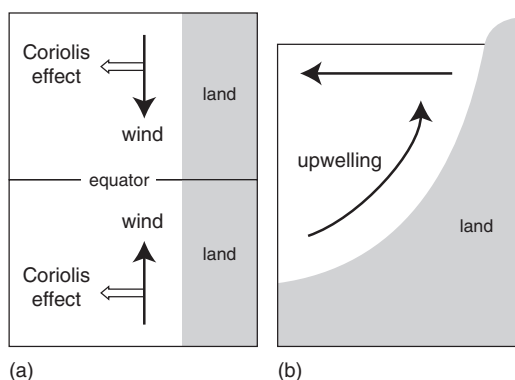 Coriolis
effect
wind
land
equator
wind
Coriolis
effect
land
(a)
upwelling
land
(b)